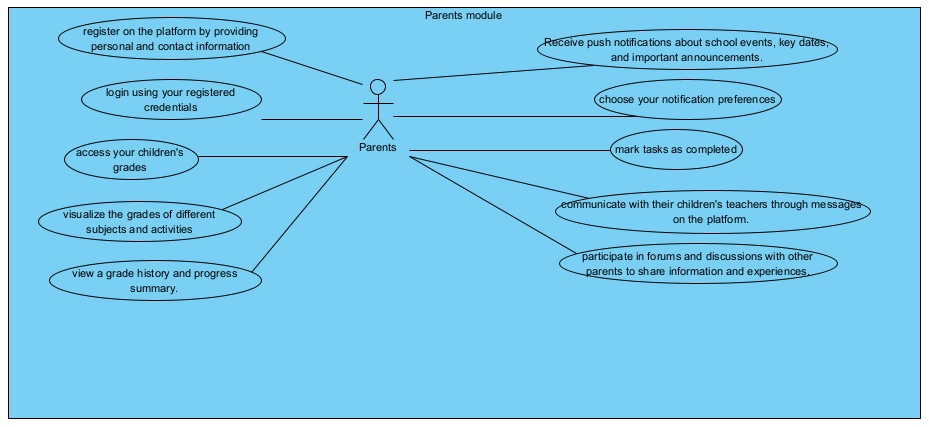 Parents module
register on the platform by providing
personal and contact information
login using your registered
credentials
access your children's
grades
visualize the grades of different
subjects and activities
view a grade history and progress
summary.
Parents
Receive push notifications about school events, key dates,
and important announcements.
choose your notification preferences
mark tasks as completed
communicate with their children's teachers through messages
on the platform.
participate in forums and discussions with other
parents to share information and experiences.